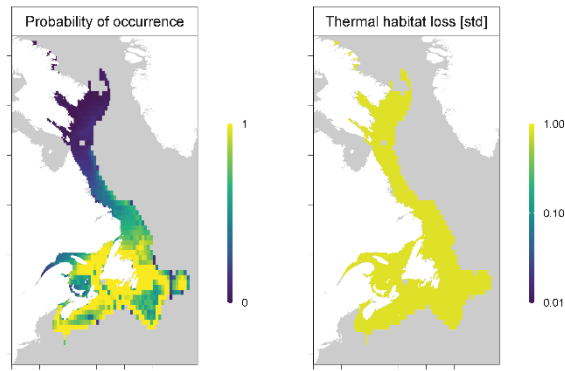 Probability of occurrence
1
0
Thermal habitat loss [std]
1.00
0.10
0.01